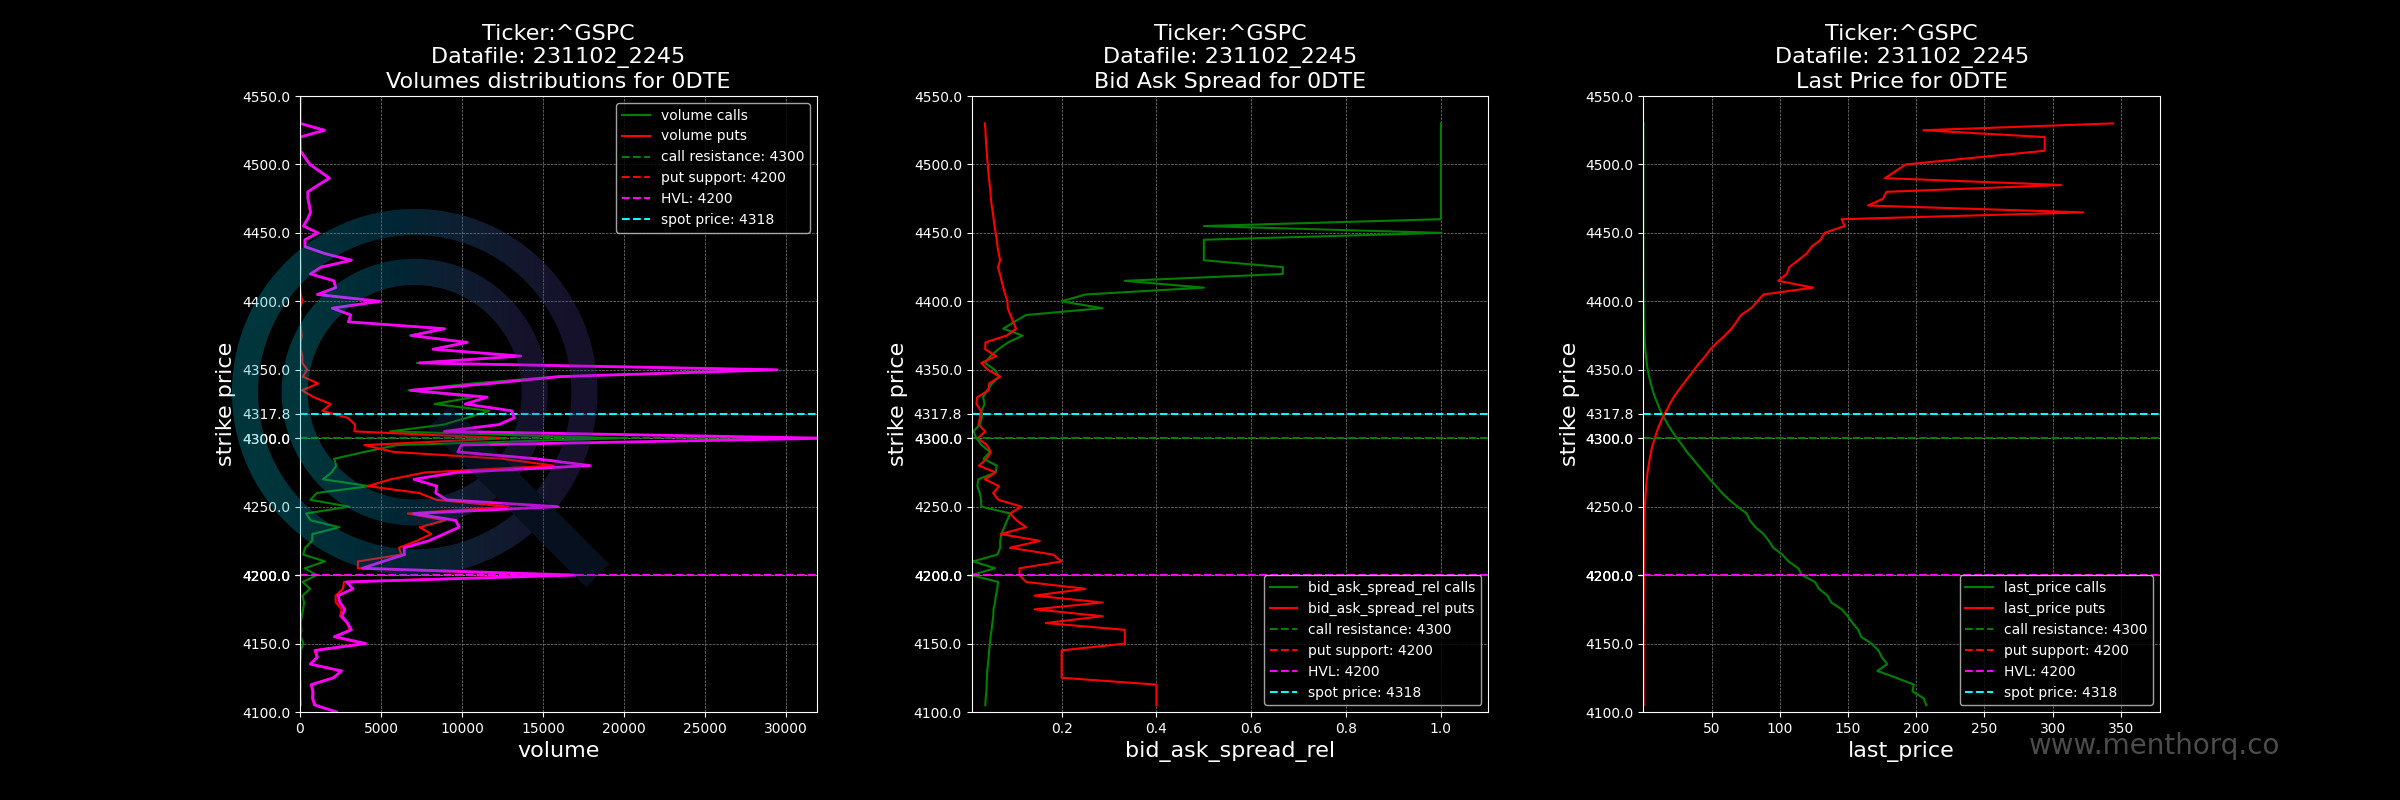 Ticker:^GSPC
Datafile: 231102_2245
Volumes distributions for 0DTE
4550.0
4500.0
4450.0
4400.0
4350.0
4317.8
4300.0
4250.0
4200.0
4150.0
4100.0
strike price
volume calls
volume puts
call resistance: 4300
put support: 4200
HVL: 4200
spot price: 4318
0 5000 10000 15000 20000 25000 30000
volume
Ticker:^GSPC
Datafile: 231102_2245
Bid Ask Spread for 0DTE
4550.0
4500.0
4450.0
4400.0
4350.0
4317.8
4300.0
4250.0
4200.0
4150.0
4100.0
strike price
bid_ask_spread_rel calls
bid_ask_spread_rel puts
call resistance: 4300
put support: 4200
HVL: 4200
spot price: 4318
0.2 0.4 0.6 0.8 1.0
bid_ask_spread_rel
Ticker:^GSPC
Datafile: 231102_2245
Last Price for 0DTE
4550.0
4500.0
4450.0
4400.0
4350.0
4317.8
4300.0
4250.0
4200.0
4150.0
4100.0
strike price
last_price calls
last_price puts
call resistance: 4300
put support: 4200
HVL: 4200
spot price: 4318
50 100 150 200 250 300 350
last_price
www.menthorq.co